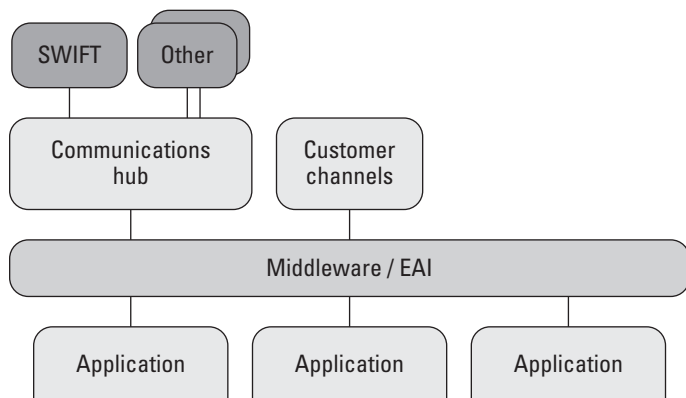 SWIFT
Other
Communications
hub
Customer
channels
Middleware / EAI
Application
Application
Application